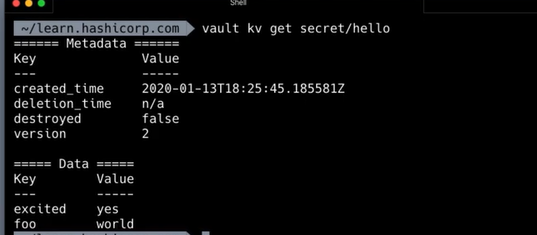 Shell
~/learn.hashicorp.com vault kv get secret/hello
====== Metadata ======
Key Value
--- -----
created_time 2020-01-13T18:25:45.185581Z
deletion_time n/a
destroyed false
version 2
===== Data =====
Key Value
--- -----
excited yes
foo world